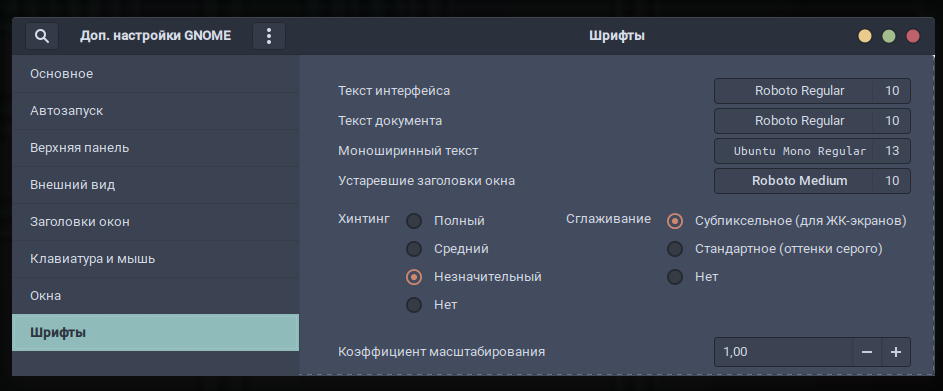 Доп. настройки GNOME
Шрифты
Основное
Автозапуск
Верхняя панель
Внешний вид
Заголовки окон
Клавиатура и мышь
Окна
Шрифты
Текст интерфейса Roboto Regular 10
Текст документа Roboto Regular 10
Моноширинный текст Ubuntu Mono Regular 13
Устаревшие заголовки окна Roboto Medium 10
Хинтинг Полный Сглаживание Субпиксельное (для ЖК-экранов)
Средний Стандартное (оттенки серого)
Незначительный Нет
Нет
Коэффициент масштабирования 1,00